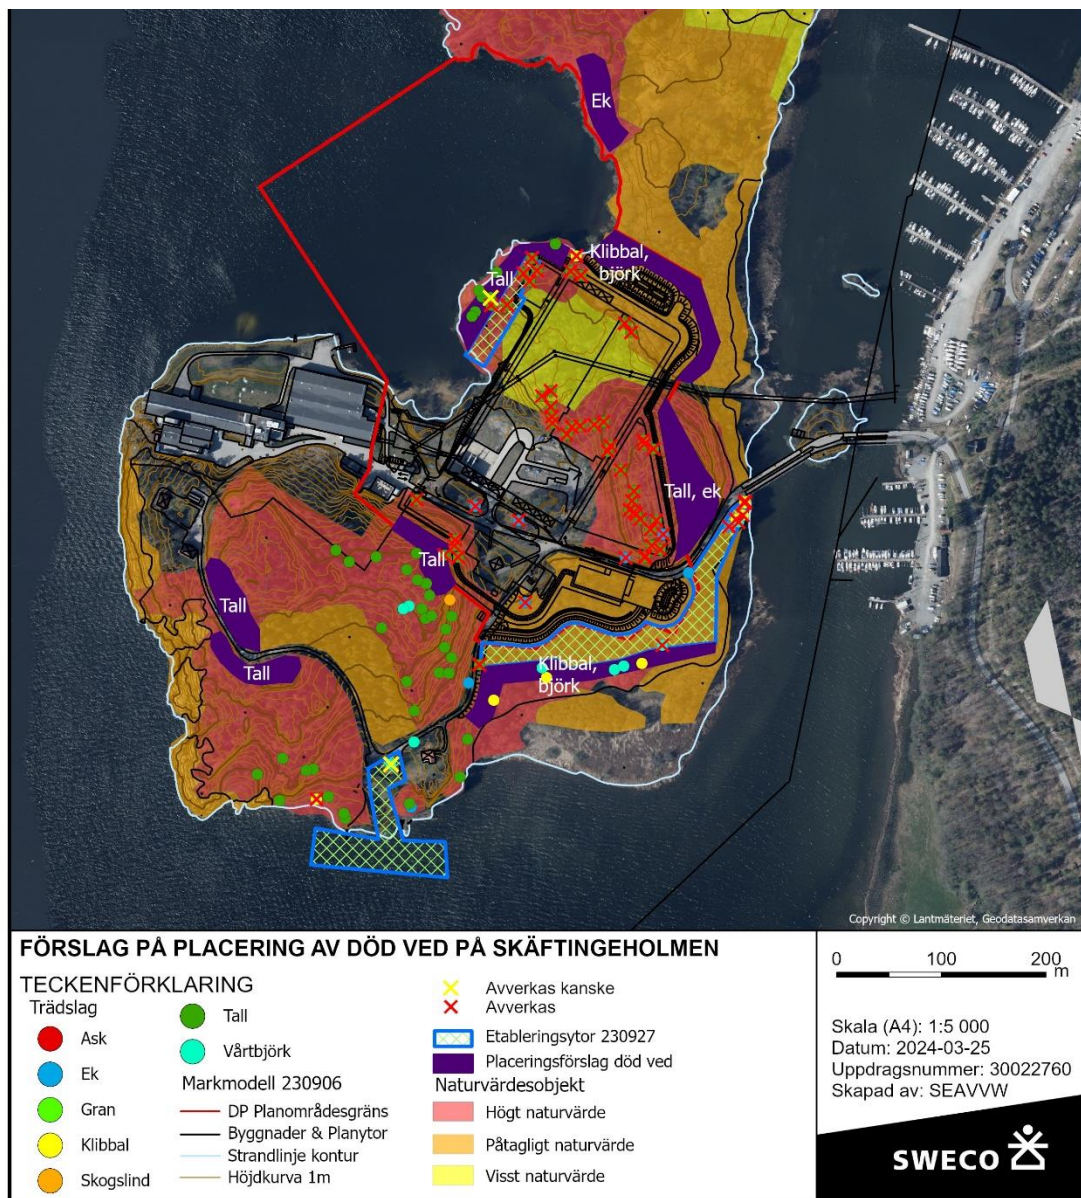 Ek
Klibbal,
björk
Tall
Tall, ek
Tall
Tall
Tall
Klibbal,
björk
Copyright © Lantmäteriet, Geodatasamverkan
FÖRSLAG PÅ PLACERING AV DÖD VED PÅ SKÄFTINGEHOLMEN
TECKENFÖRKLARING
Trädslag
Ask
Ek
Gran
Klibbal
Skogslind
Tall
Vårtbjörk
Markmodell 230906
DP Planområdesgräns
Byggnader & Planytor
Strandlinje kontur
Höjdkurva 1m
Avverkas kanske
Avverkas
Etableringsytor 230927
Placeringsförslag död ved
Naturvärdesobjekt
Högt naturvärde
Påtagligt naturvärde
Visst naturvärde
0 100 200
m
Skala (A4): 1:5 000
Datum: 2024-03-25
Uppdragsnummer: 30022760
Skapad av: SEAVVW
SWECO